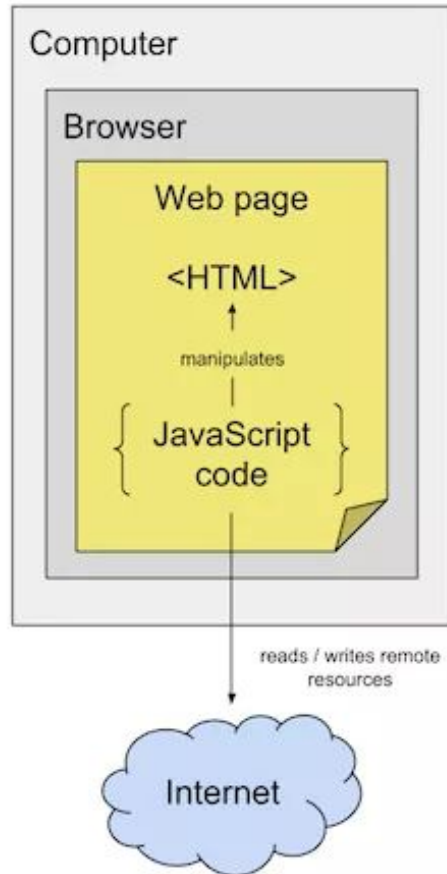 Computer
Browser
Web page
<HTML>
manipulates
{ JavaScript }
code
reads / writes remote
resources
Internet